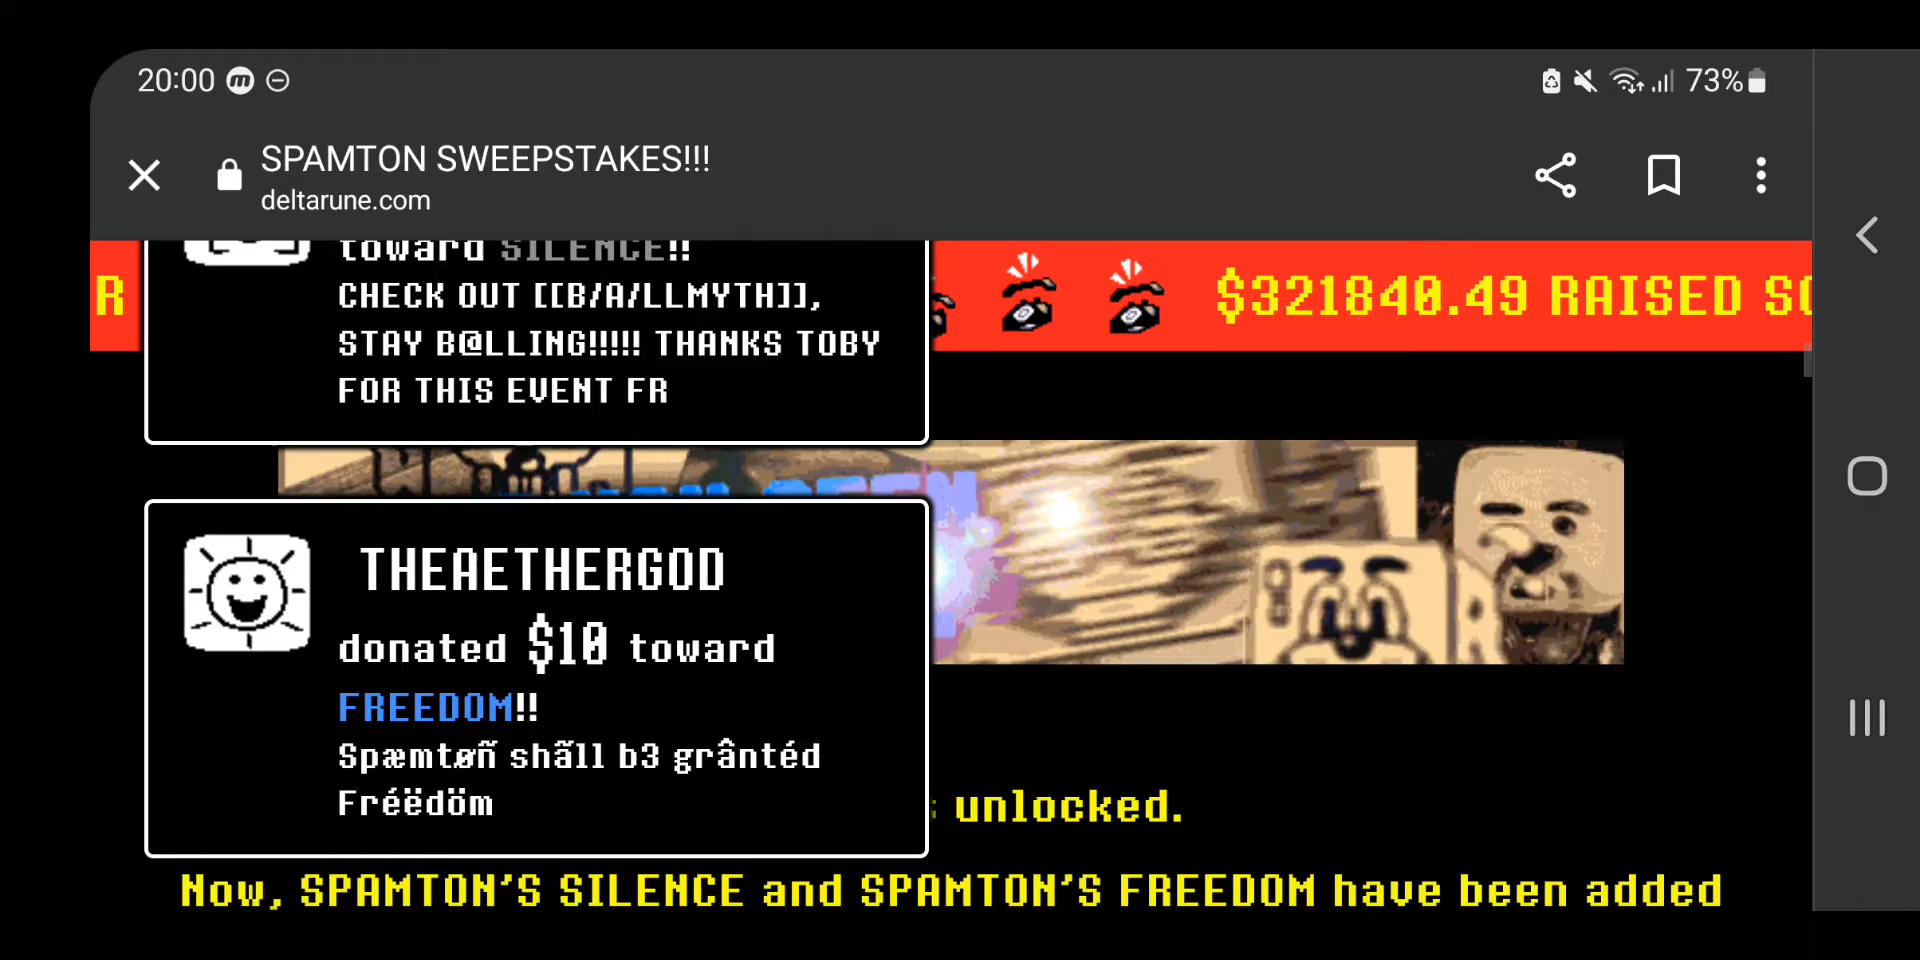 20:00
73%
SPAMTON SWEEPSTAKES!!!
deltarune.com
toward SILENCE!!
CHECK OUT [[B/A/LLMYTH]],
STAY B@LLING!!!!! THANKS TOBY
FOR THIS EVENT FR
R
$321840.49 RAISED SO
THEAETHERGOD
donated $10 toward
FREEDOM!!
Spæmtøñ shãll b3 grântéd
Fréëdöm
unlocked.
Now, SPAMTON'S SILENCE and SPAMTON'S FREEDOM have been added